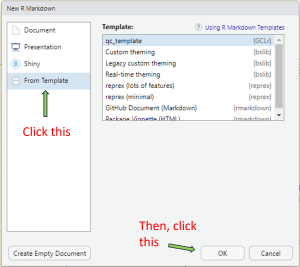 New R Markdown
Document
Presentation
Shiny
From Template
Template:
Using R Markdown Templates
qc_template {GCLr}
Custom theming {bslib}
Legacy custom theming {bslib}
Real-time theming {bslib}
reprex (lots of features) {reprex}
reprex (minimal) {reprex}
GitHub Document (Markdown) {rmarkdown}
Package Vignette (HTML) {rmarkdown}
Click this
Then, click
this
Create Empty Document
OK
Cancel